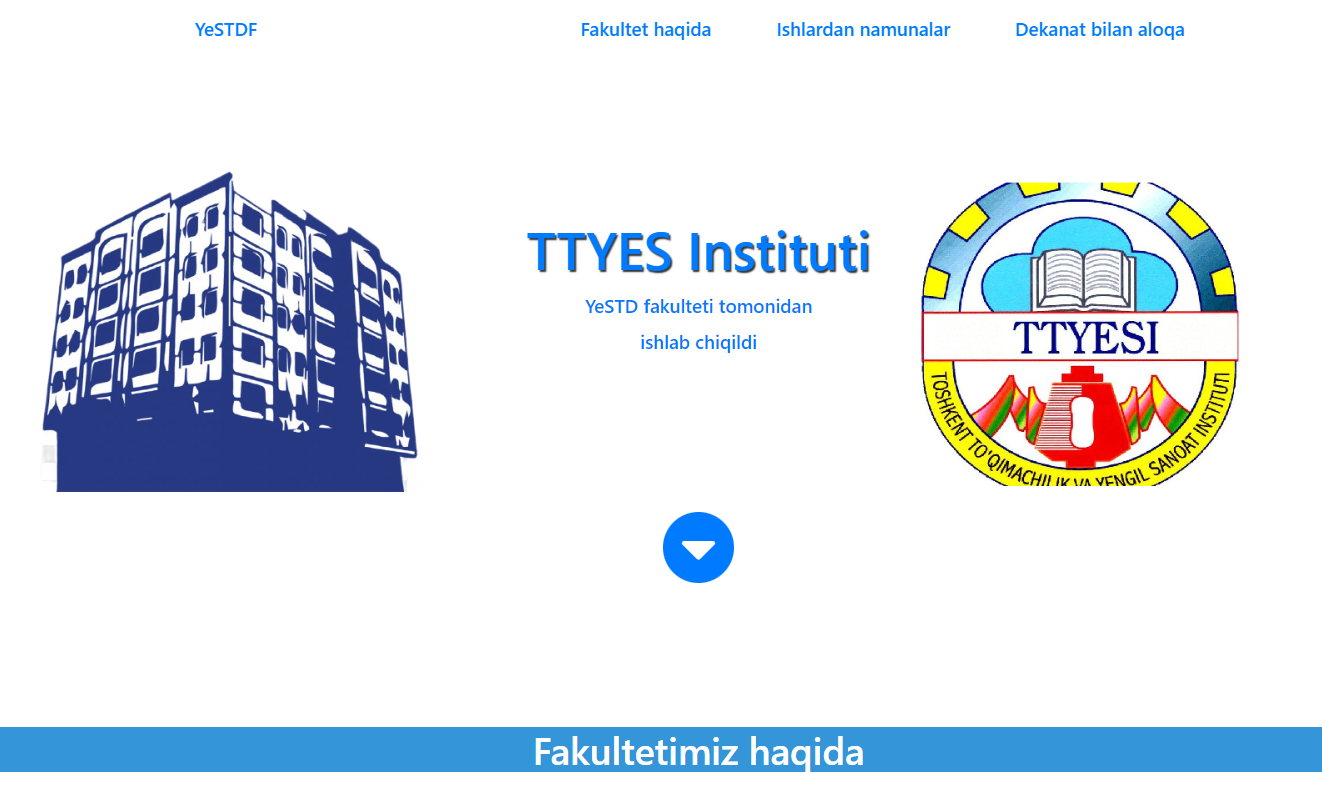 YeSTDF
Fakultet haqida
Ishlardan namunalar
Dekanat bilan aloqa
TTYES Instituti
YeSTD fakulteti tomonidan
ishlab chiqildi
TTYESI
TOSHKENT TO'QIMACHILIK VA YENGIL SANOAT INSTITUTI
Fakultetimiz haqida